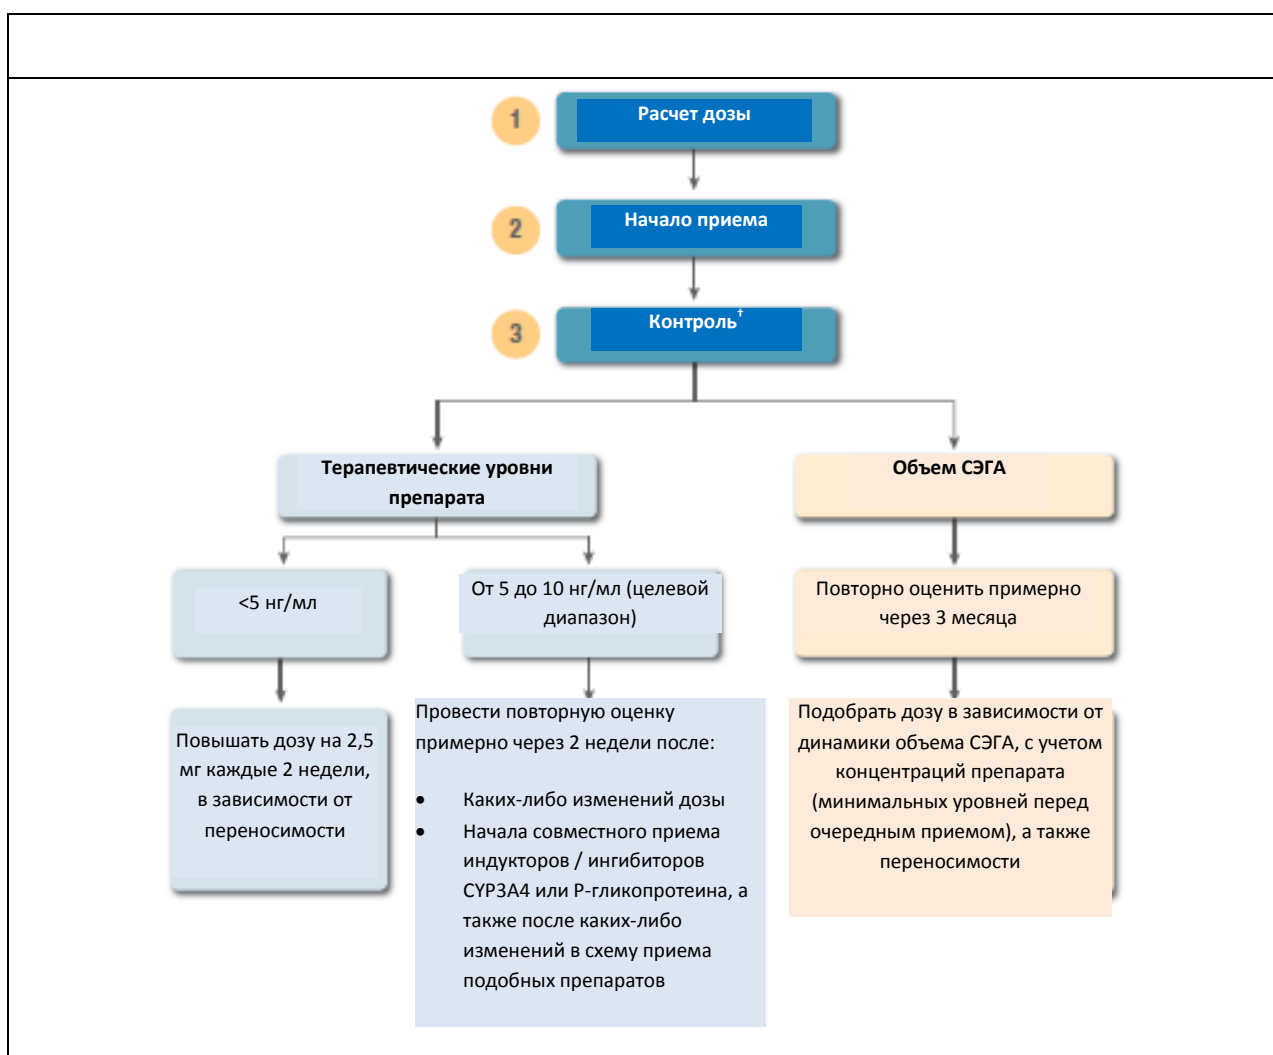 1
Расчет дозы
2
Начало приема
3
Контроль†
Терапевтические уровни
препарата
Объем СЭГА
<5 нг/мл
От 5 до 10 нг/мл (целевой
диапазон)
Повторно оценить примерно
через 3 месяца
Повышать дозу на 2,5
мг каждые 2 недели,
в зависимости от
переносимости
Провести повторную оценку
примерно через 2 недели после:
• Каких-либо изменений дозы
• Начала совместного приема
индукторов / ингибиторов
CYP3A4 или P-гликопротеина, а
также после каких-либо
изменений в схему приема
подобных препаратов
Подобрать дозу в зависимости от
динамики объема СЭГА, с учетом
концентраций препарата
(минимальных уровней перед
очередным приемом), а также
переносимости